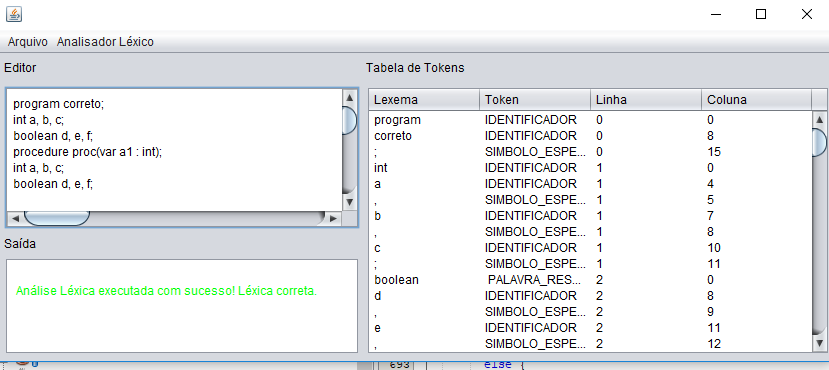 Arquivo Analisador Léxico
Editor
program correto;
int a, b, c;
boolean d, e, f;
procedure proc(var a1 : int);
int a, b, c;
boolean d, e, f;
Saída
Análise Léxica executada com sucesso! Léxica correta.
Tabela de Tokens
Lexema Token Linha Coluna
program IDENTIFICADOR 0 0
correto IDENTIFICADOR 0 8
; SIMBOLO_ESPE... 0 15
int IDENTIFICADOR 1 0
a IDENTIFICADOR 1 4
, SIMBOLO_ESPE... 1 5
b IDENTIFICADOR 1 7
, SIMBOLO_ESPE... 1 8
c IDENTIFICADOR 1 10
; SIMBOLO_ESPE... 1 11
boolean PALAVRA_RES... 2 0
d IDENTIFICADOR 2 8
, SIMBOLO_ESPE... 2 9
e IDENTIFICADOR 2 11
, SIMBOLO_ESPE... 2 12
693 else {